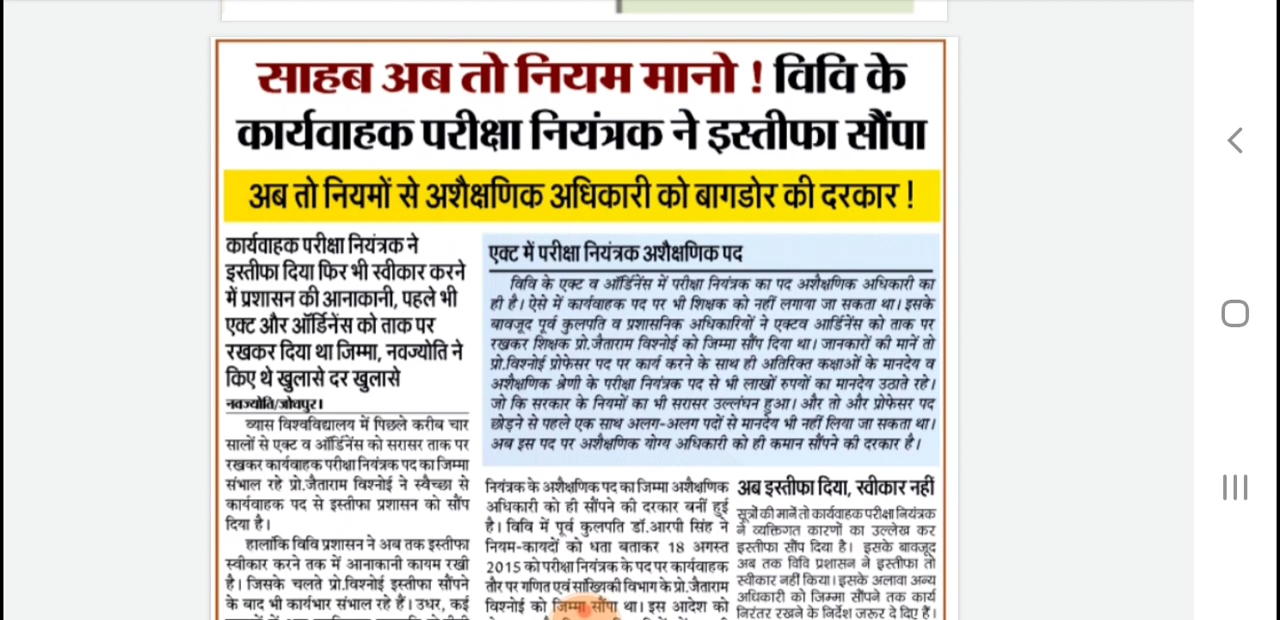 साहब अब तो नियम मानो ! विवि के
कार्यवाहक परीक्षा नियंत्रक ने इस्तीफा सौंपा
अब तो नियमों से अशैक्षणिक अधिकारी को बागडोर की दरकार !
कार्यवाहक परीक्षा नियंत्रक ने
इस्तीफा दिया फिर भी स्वीकार करने
में प्रशासन की आनाकानी, पहले भी
एक्ट और ऑर्डिनेंस को ताक पर
रखकर दिया था जिम्मा, नवज्योति ने
किए थे खुलासे दर खुलासे
नवज्योति/जोधपुर।
व्यास विश्वविद्यालय में पिछले करीब चार
सालों से एक्ट व ऑर्डिनेंस को सरासर ताक पर
रखकर कार्यवाहक परीक्षा नियंत्रक पद का जिम्मा
संभाल रहे प्रो.जैताराम विश्नोई ने स्वैच्छा से
कार्यवाहक पद से इस्तीफा प्रशासन को सौंप
दिया है।
हालांकि विवि प्रशासन ने अब तक इस्तीफा
स्वीकार करने तक में आनाकानी कायम रखी
है। जिसके चलते प्रो.विश्नोई इस्तीफा सौंपने
के बाद भी कार्यभार संभाल रहे हैं। उधर, कई
एक्ट में परीक्षा नियंत्रक अशैक्षणिक पद
विवि के एक्ट व ऑर्डिनेंस में परीक्षा नियंत्रक का पद अशैक्षणिक अधिकारी का
ही है। ऐसे में कार्यवाहक पद पर भी शिक्षक को नहीं लगाया जा सकता था। इसके
बावजूद पूर्व कुलपति व प्रशासनिक अधिकारियों ने एक्टव आर्डिनेंस को ताक पर
रखकर शिक्षक प्रो.जैताराम विश्नोई को जिम्मा सौंप दिया था। जानकारों की मानें तो
प्रो.विश्नोई प्रोफेसर पद पर कार्य करने के साथ ही अतिरिक्त कक्षाओं के मानदेय व
अशैक्षणिक श्रेणी के परीक्षा नियंत्रक पद से भी लाखों रुपयों का मानदेय उठाते रहे।
जो कि सरकार के नियमों का भी सरासर उल्लंघन हुआ। और तो और प्रोफेसर पद
छोड़ने से पहले एक साथ अलग-अलग पदों से मानदेय भी नहीं लिया जा सकता था।
अब इस पद पर अशैक्षणिक योग्य अधिकारी को ही कमान सौंपने की दरकार है।
नियंत्रक के अशैक्षणिक पद का जिम्मा अशैक्षणिक
अधिकारी को ही सौंपने की दरकार बनीं हुई
है। विवि में पूर्व कुलपति डॉ.आरपी सिंह ने
नियम-कायदों को धता बताकर 18 अगस्त
2015 को परीक्षा नियंत्रक के पद पर कार्यवाहक
तौर पर गणित एवं सांख्यिकी विभाग के प्रो.जैताराम
विश्नोई को जिम्मा सौंपा था। इस आदेश को
अब इस्तीफा दिया, स्वीकार नहीं
सूत्रों की मानें तो कार्यवाहक परीक्षा नियंत्रक
ने व्यक्तिगत कारणों का उल्लेख कर
इस्तीफा सौंप दिया है। इसके बावजूद
अब तक विवि प्रशासन ने इस्तीफा तो
स्वीकार नहीं किया। इसके अलावा अन्य
अधिकारी को जिम्मा सौंपने तक कार्य
निरंतर रखने के निर्देश जरूर दे दिए हैं।